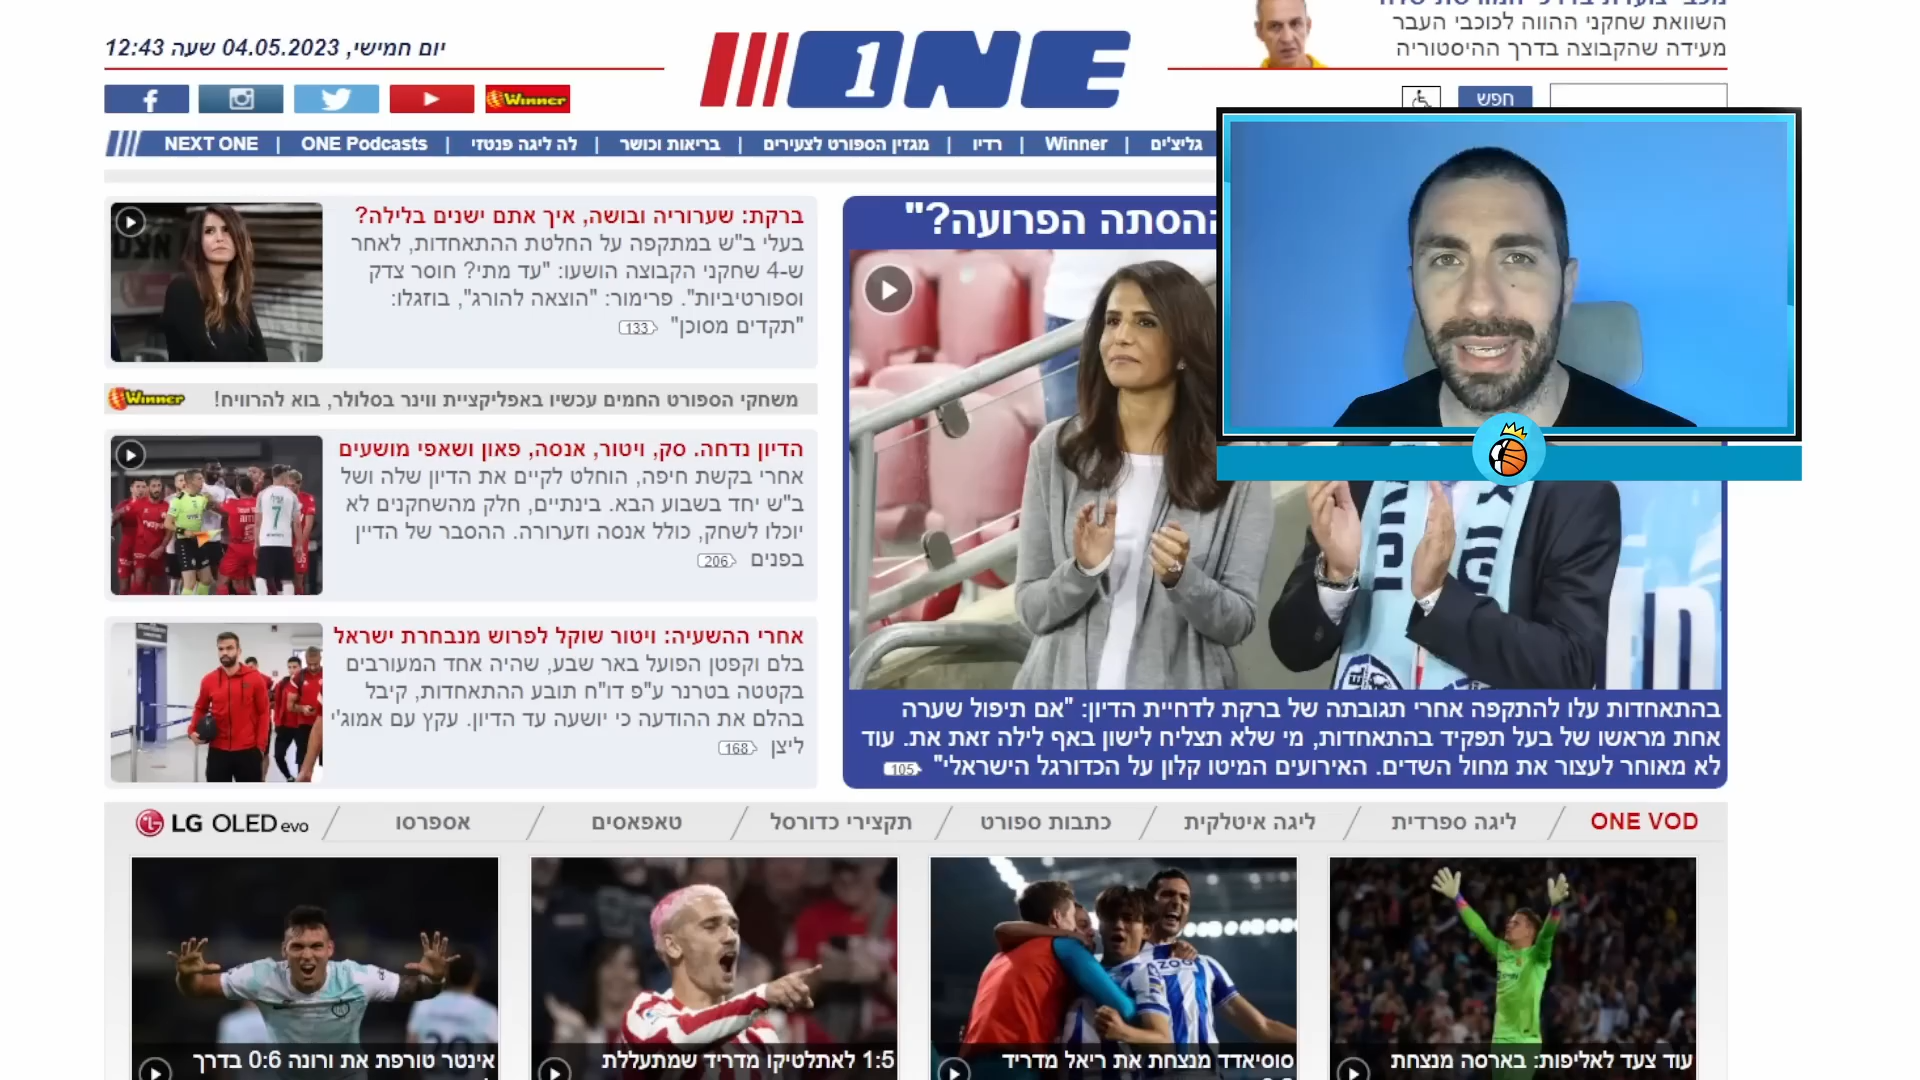 השוואת שחקני ההווה לכוכבי העבר
מעידה שהקבוצה בדרך ההיסטוריה
יום חמישי, 04.05.2023 שעה 12:43
1ONE
Winner
חפש
NEXT ONE | ONE Podcasts | לה ליגה פנטזי | בריאות וכושר | מגזין הספורט לצעירים | רדיו | Winner | גליצ'ים
ההסתה הפרועה?"
בהתאחדות עלו להתקפה אחרי תגובתה של ברקת לדחיית הדיון: "אם תיפול שערה
אחת מראשו של בעל תפקיד בהתאחדות, מי שלא תצליח לישון באף לילה זאת את. עוד
לא מאוחר לעצור את מחול השדים. האירועים המיטו קלון על הכדורגל הישראלי" 105
ברקת: שערוריה ובושה, איך אתם ישנים בלילה?
בעלי ב"ש במתקפה על החלטת ההתאחדות, לאחר
ש-4 שחקני הקבוצה הושעו: "עד מתי? חוסר צדק
וספורטיביות". פרימור: "הוצאה להורג", בוזגלו:
"תקדים מסוכן" 133
משחקי הספורט החמים עכשיו באפליקציית ווינר בסלולר, בוא להרוויח!
Winner
הדיון נדחה. סק, ויטור, אנסה, פאון ושאפי מושעים
אחרי בקשת חיפה, הוחלט לקיים את הדיון שלה ושל
ב"ש יחד בשבוע הבא. בינתיים, חלק מהשחקנים לא
יוכלו לשחק, כולל אנסה וזערורה. ההסבר של הדיין
בפנים 206
אחרי ההשעיה: ויטור שוקל לפרוש מנבחרת ישראל
בלם וקפטן הפועל באר שבע, שהיה אחד המעורבים
בקטטה בטרנר ע"פ דו"ח תובע ההתאחדות, קיבל
בהלם את ההודעה כי יושעה עד הדיון. עקץ עם אמוג'י
ליצן 168
ONE VOD
ליגה ספרדית
ליגה איטלקית
כתבות ספורט
תקצירי כדורסל
טאפאסים
אספרסו
LG OLED evo
עוד צעד לאליפות: בארסה מנצחת
סוסיאדד מנצחת את ריאל מדריד
1:5 לאתלטיקו מדריד שמתעללת
אינטר טורפת את ורונה 0:6 בדרך